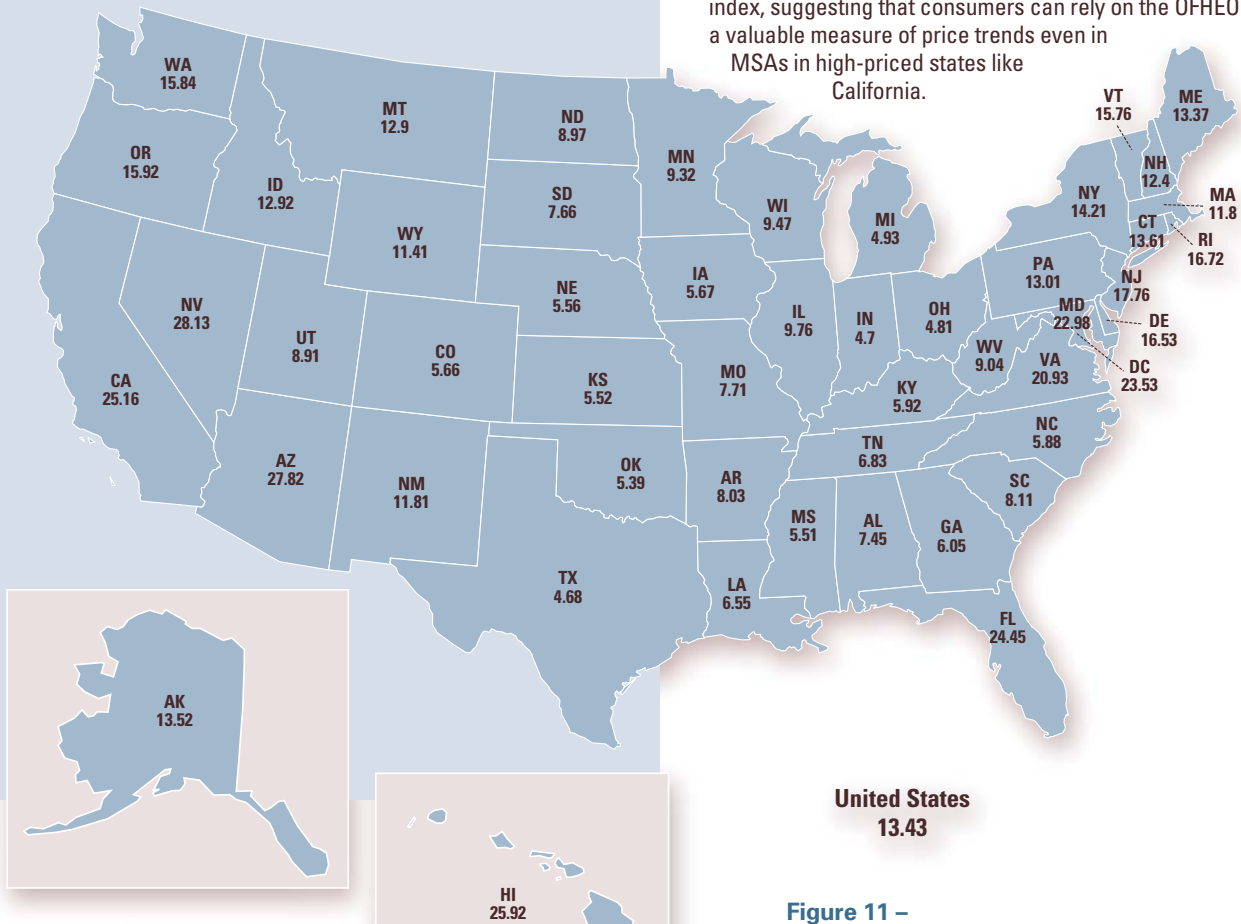 index, suggesting that consumers can rely on the OFHEO
a valuable measure of price trends even in
MSAs in high-priced states like
California.
WA
15.84
OR
15.92
ID
12.92
MT
12.9
WY
11.41
ND
8.97
SD
7.66
NE
5.56
MN
9.32
WI
9.47
MI
4.93
VT
15.76
ME
13.37
NH
12.4
NY
14.21
MA
11.8
CT
13.61
RI
16.72
PA
13.01
NJ
17.76
MD
22.98
DE
16.53
DC
23.53
IA
5.67
IL
9.76
IN
4.7
OH
4.81
WV
9.04
VA
20.93
NV
28.13
UT
8.91
CO
5.66
KS
5.52
MO
7.71
KY
5.92
CA
25.16
AZ
27.82
NM
11.81
OK
5.39
AR
8.03
TN
6.83
NC
5.88
SC
8.11
MS
5.51
AL
7.45
GA
6.05
TX
4.68
LA
6.55
FL
24.45
AK
13.52
HI
25.92
United States
13.43
Figure 11 –